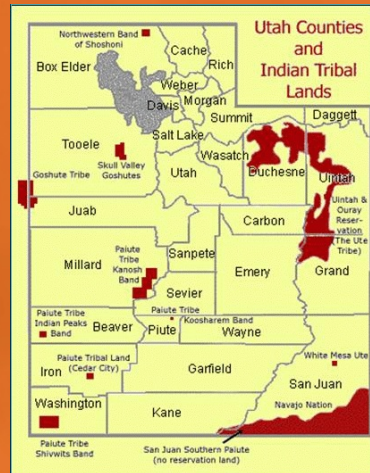 Utah Counties
and
Indian Tribal
Lands
Northwestern Band
of Shoshoni
Box Elder
Cache
Rich
Weber
Davis
Morgan
Summit
Daggett
Salt Lake
Tooele
Skull Valley
Goshutes
Goshute Tribe
Wasatch
Duchesne
Uintah
Utah
Juab
Uintah &
Ouray
Reser-
vation
(The Ute
Tribe)
Carbon
Paiute
Tribe
Kanosh
Band
Sanpete
Millard
Emery
Grand
Sevier
Paiute Tribe
Indian Peaks
Band
Beaver
Paiute Tribe
Koosharem Band
Piute
Wayne
Paiute Tribal Land
(Cedar City)
Iron
Garfield
White Mesa Ute
San Juan
Washington
Kane
Navajo Nation
Paiute Tribe
Shivwits Band
San Juan Southern Paiute
(no reservation land)